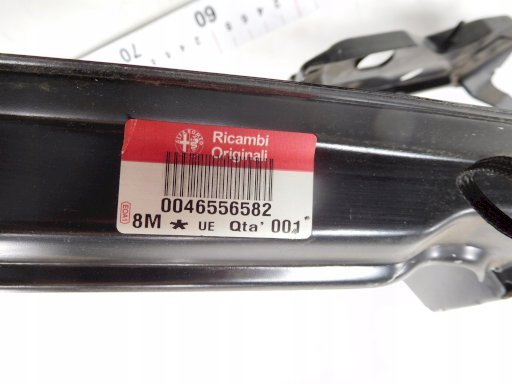 60
70
Ricambi
Originali
0046556582
8M * UE Qta' 001